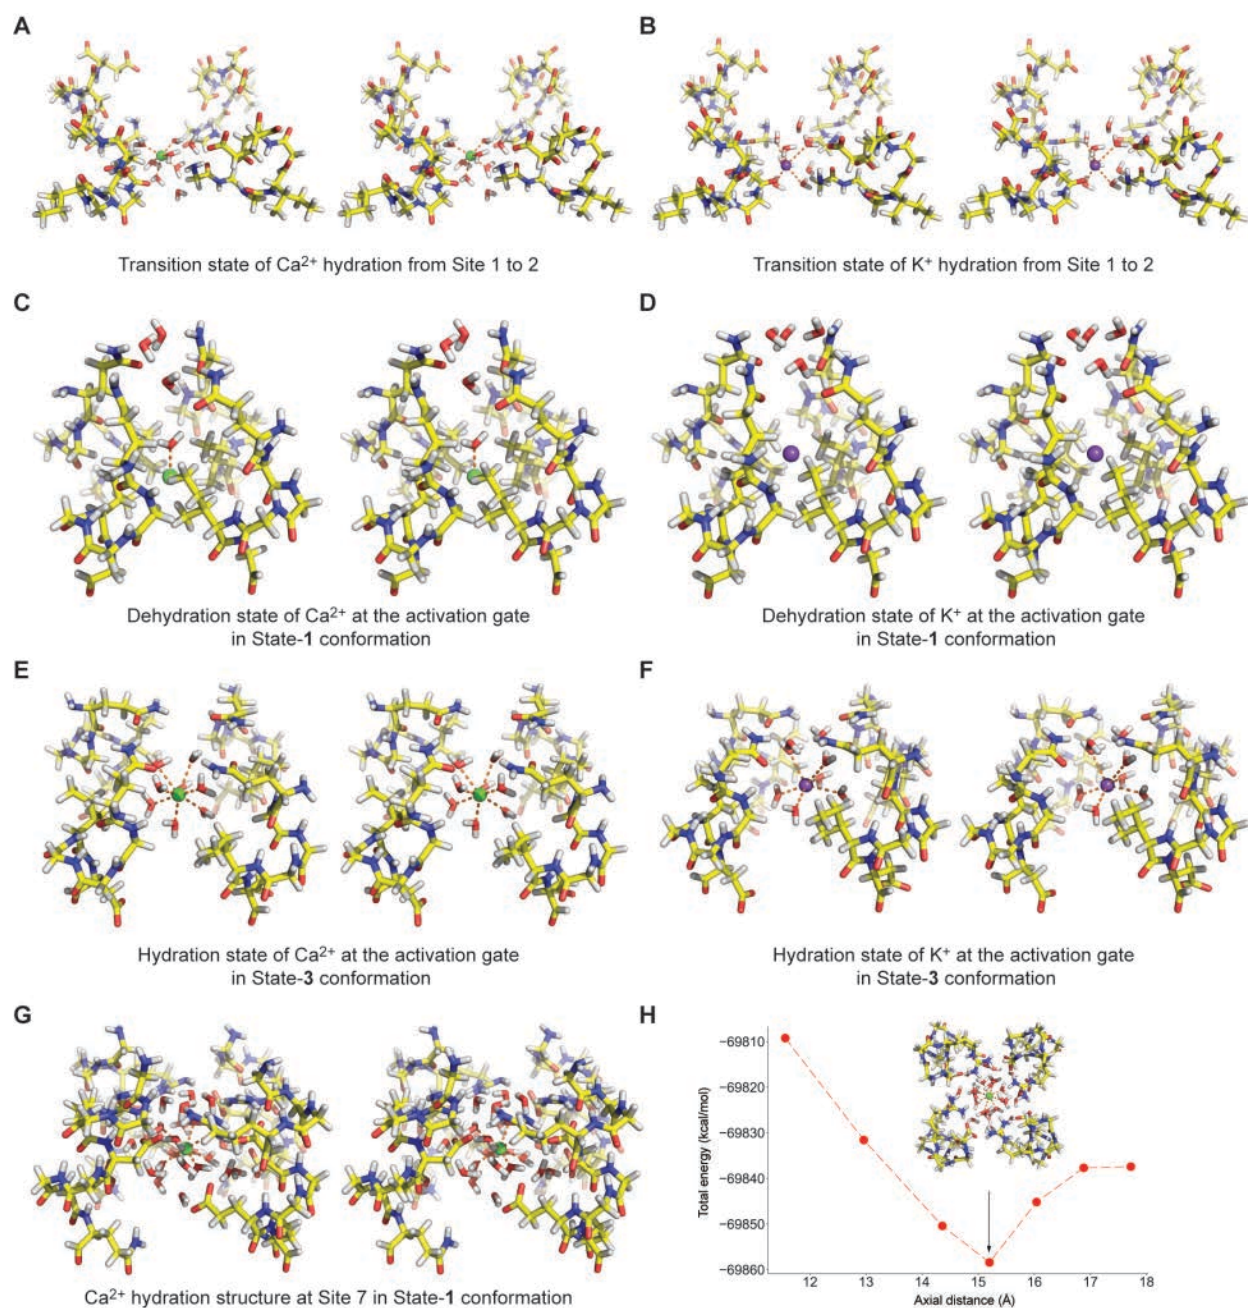 A
B
Transition state of Ca²⁺ hydration from Site 1 to 2
Transition state of K⁺ hydration from Site 1 to 2
C
D
Dehydration state of Ca²⁺ at the activation gate
in State-1 conformation
Dehydration state of K⁺ at the activation gate
in State-1 conformation
E
F
Hydration state of Ca²⁺ at the activation gate
in State-3 conformation
Hydration state of K⁺ at the activation gate
in State-3 conformation
G
Ca²⁺ hydration structure at Site 7 in State-1 conformation
H
Total energy (kcal/mol)
−69810
−69820
−69830
−69840
−69850
−69860
12 13 14 15 16 17 18
Axial distance (Å)